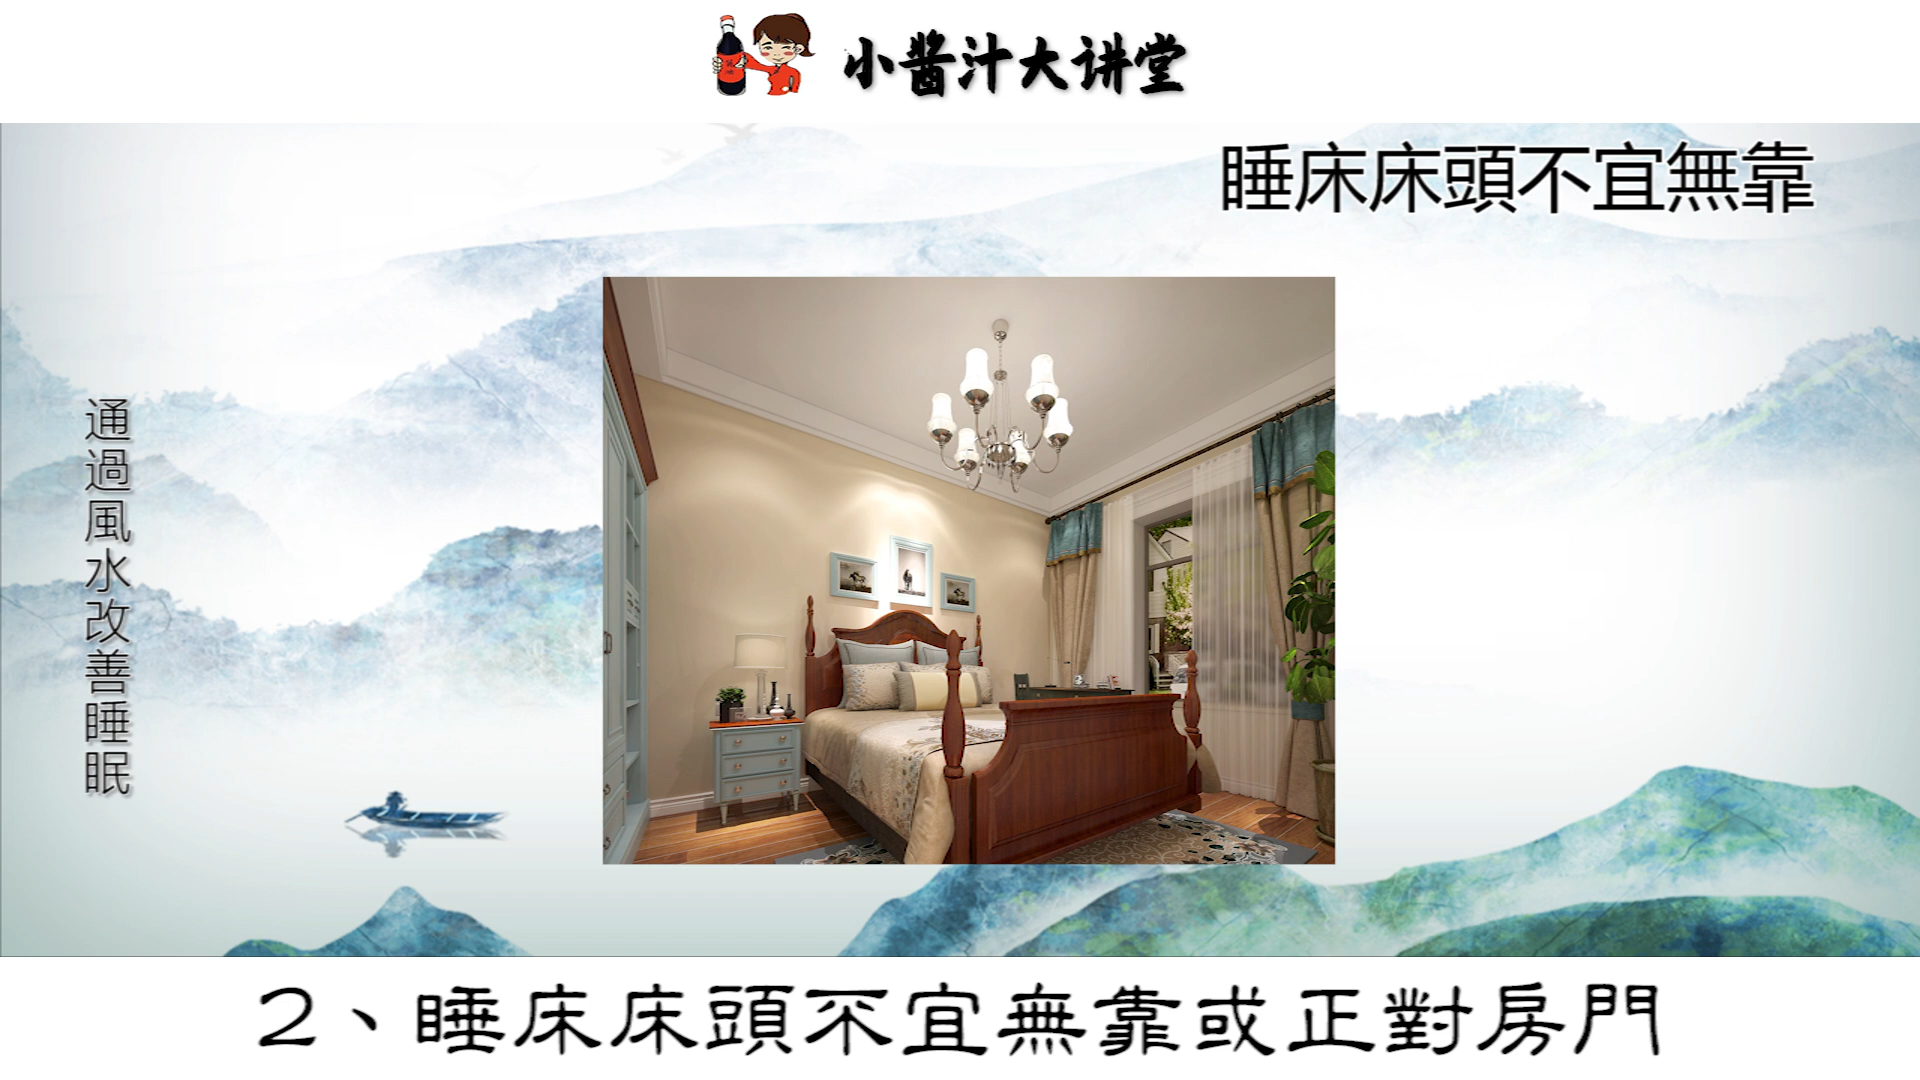 小酱汁大讲堂
睡床床頭不宜無靠
通過風水改善睡眠
2、睡床床頭不宜無靠或正對房門